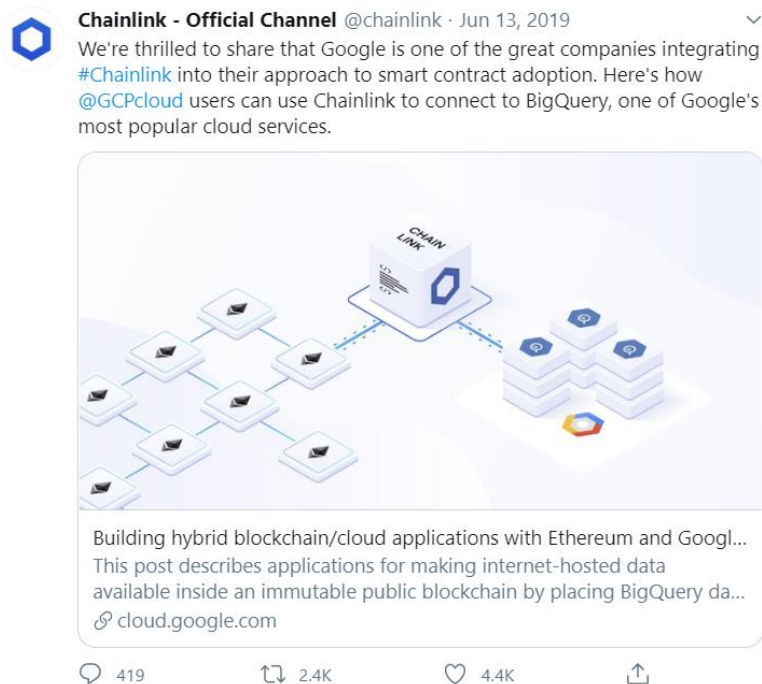 Chainlink - Official Channel @chainlink · Jun 13, 2019
We're thrilled to share that Google is one of the great companies integrating
#Chainlink into their approach to smart contract adoption. Here's how
@GCPcloud users can use Chainlink to connect to BigQuery, one of Google's
most popular cloud services.
CHAIN
LINK
</>
</>
Building hybrid blockchain/cloud applications with Ethereum and Googl...
This post describes applications for making internet-hosted data
available inside an immutable public blockchain by placing BigQuery da...
cloud.google.com
419 2.4K 4.4K